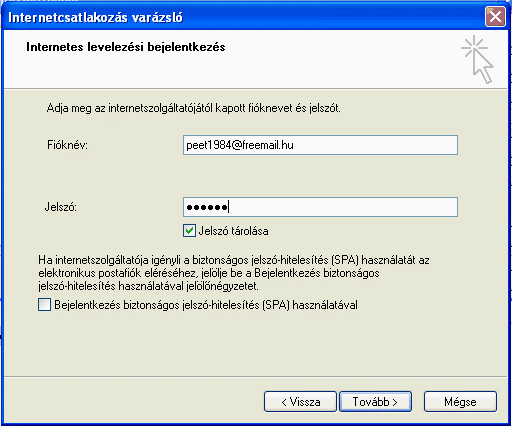 Internetcsatlakozás varázsló
Internetes levelezési bejelentkezés
Adja meg az internetszolgáltatójától kapott fióknevet és jelszót.
Fióknév: peet1984@freemail.hu
Jelszó: ●●●●●●
Jelszó tárolása
Ha internetszolgáltatója igényli a biztonságos jelszó-hitelesítés (SPA) használatát az
elektronikus postafiók eléréséhez, jelölje be a Bejelentkezés biztonságos
jelszó-hitelesítés használatával jelölőnégyzetet.
Bejelentkezés biztonságos jelszó-hitelesítés (SPA) használatával
< Vissza Tovább > Mégse